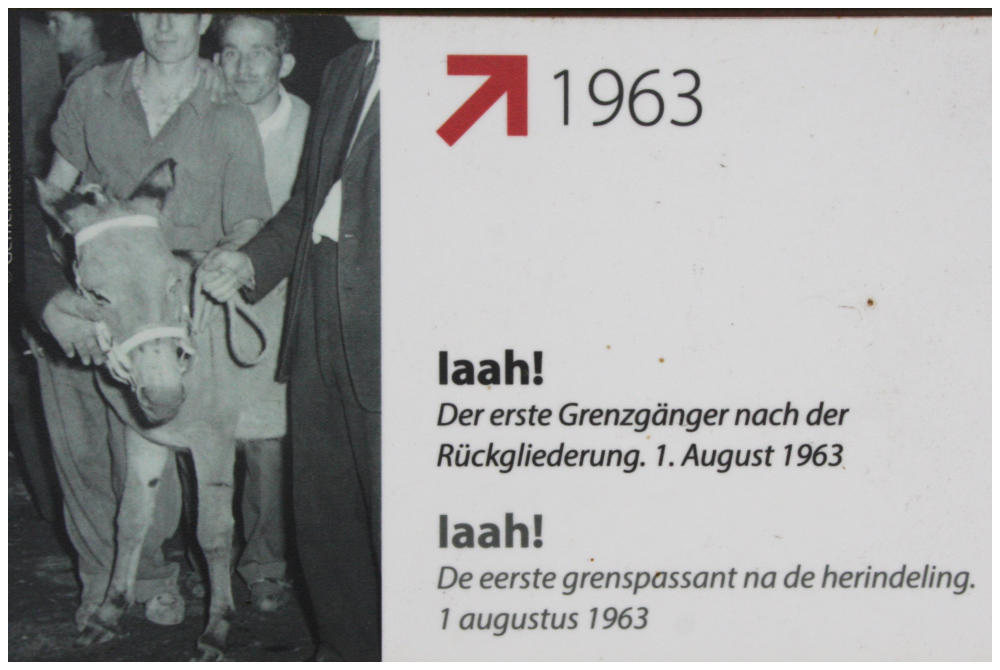 1963
Iaah!
Der erste Grenzgänger nach der
Rückgliederung. 1. August 1963
Iaah!
De eerste grenspassant na de herindeling.
1 augustus 1963